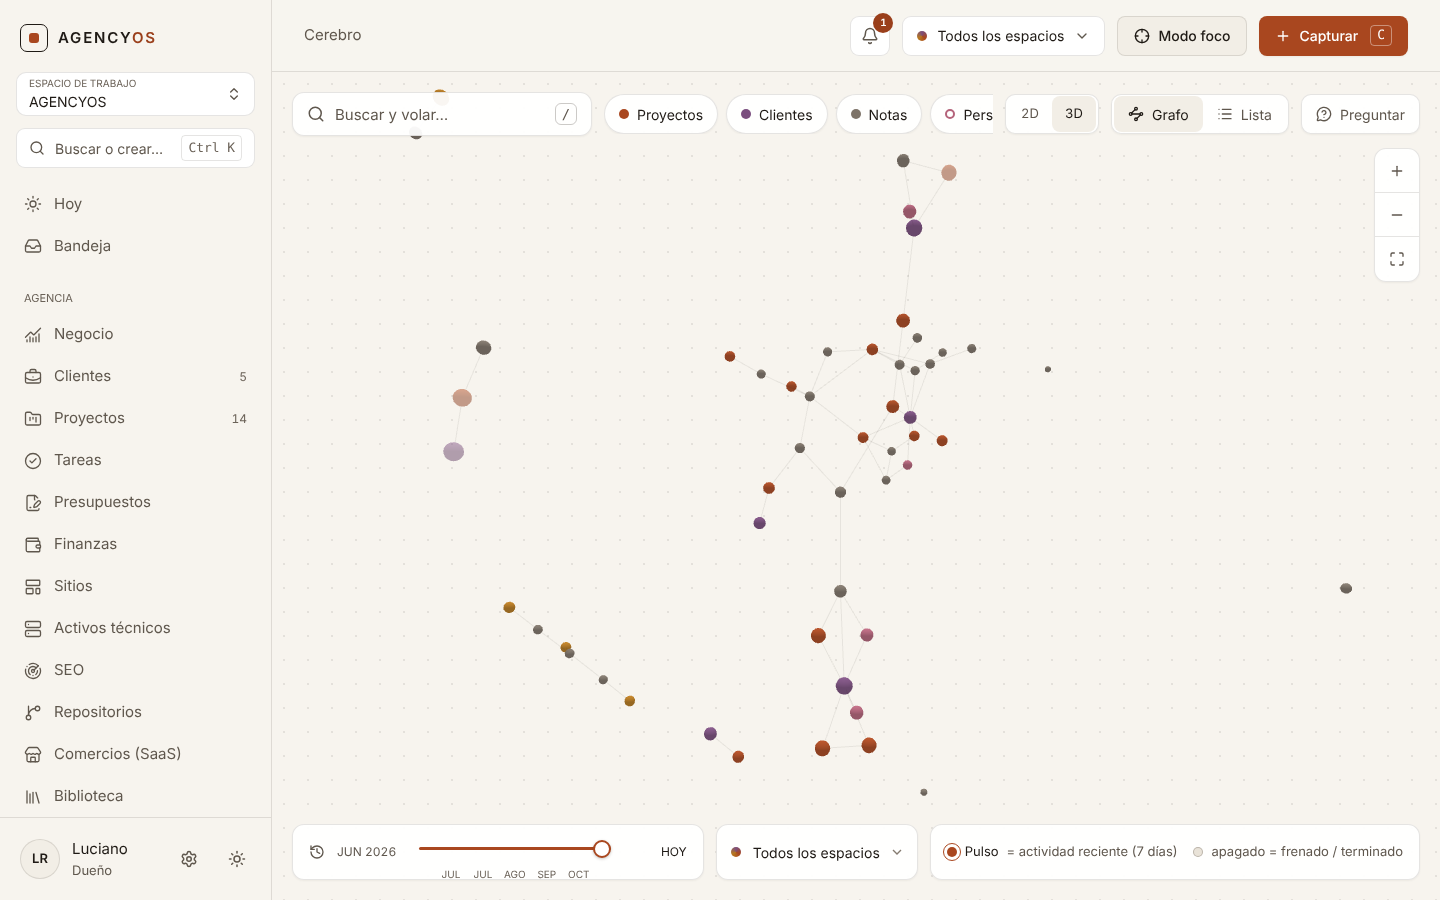 AGENCYOS
ESPACIO DE TRABAJO
AGENCYOS
Buscar o crear... Ctrl K
Hoy
Bandeja
AGENCIA
Negocio
Clientes 5
Proyectos 14
Tareas
Presupuestos
Finanzas
Sitios
Activos técnicos
SEO
Repositorios
Comercios (SaaS)
Biblioteca
LR
Luciano
Dueño
Cerebro
1
Todos los espacios
Modo foco
Capturar C
Buscar y volar... /
Proyectos
Clientes
Notas
Pers
2D 3D
Grafo
Lista
Preguntar
JUN 2026
HOY
JUL JUL AGO SEP OCT
Todos los espacios
Pulso = actividad reciente (7 días)
apagado = frenado / terminado